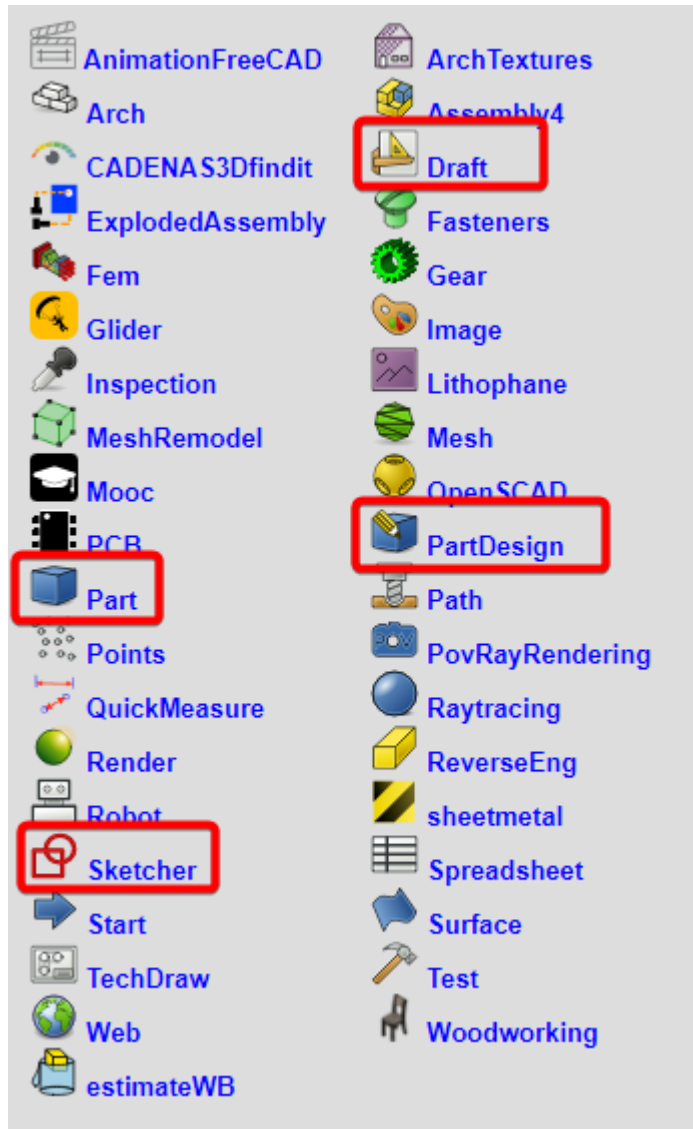 AnimationFreeCAD ArchTextures
Arch Assembly4
CADENAS3Dfindit Draft
ExplodedAssembly Fasteners
Fem Gear
Glider Image
Inspection Lithophane
MeshRemodel Mesh
Mooc OpenSCAD
PCB PartDesign
Part Path
Points POV PovRayRendering
QuickMeasure Raytracing
Render ReverseEng
Robot sheetmetal
Sketcher Spreadsheet
Start Surface
TechDraw Test
Web Woodworking
estimateWB